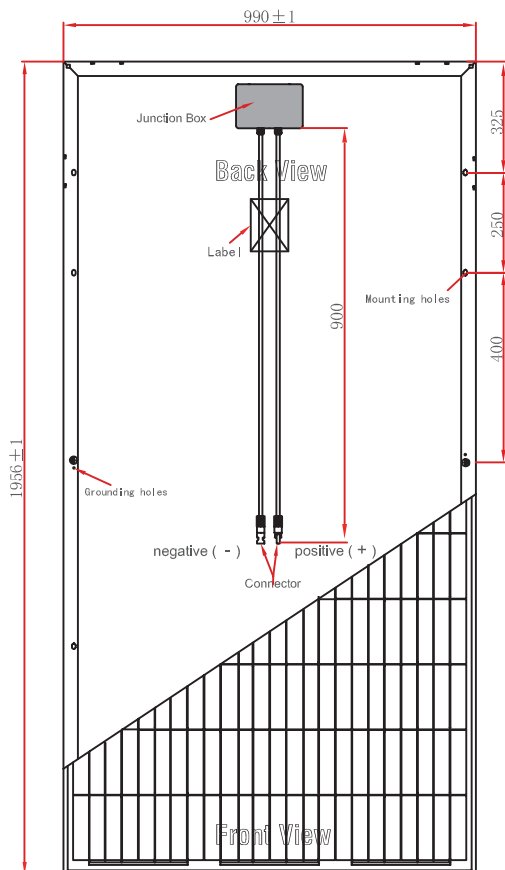 990±1
Junction Box
325
Back View
250
Label
Mounting holes
900
400
1956±1
Grounding holes
negative ( - )
positive ( + )
Connector
Front View